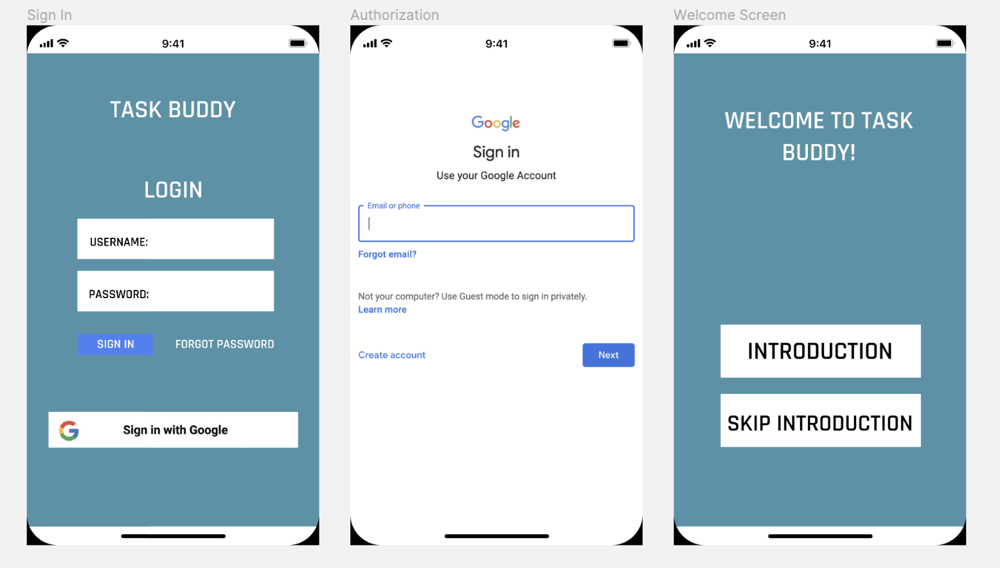 Sign In
9:41
TASK BUDDY
LOGIN
USERNAME:
PASSWORD:
SIGN IN FORGOT PASSWORD
Sign in with Google
Authorization
9:41
Google
Sign in
Use your Google Account
Email or phone
Forgot email?
Not your computer? Use Guest mode to sign in privately.
Learn more
Create account Next
Welcome Screen
9:41
WELCOME TO TASK
BUDDY!
INTRODUCTION
SKIP INTRODUCTION